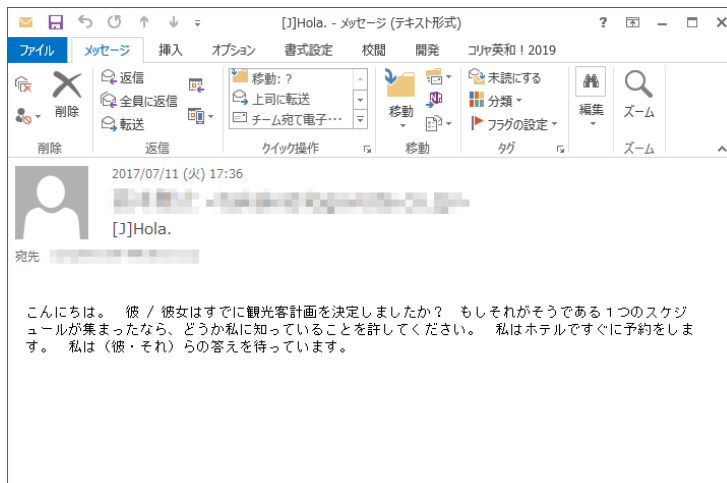 [J]Hola. - メッセージ (テキスト形式)
ファイル メッセージ 挿入 オプション 書式設定 校閲 開発 コリャ英和！2019
削除
返信
全員に返信
転送
移動: ?
上司に転送
チーム宛て電子…
移動
未読にする
分類
フラグの設定
編集
ズーム
削除 返信 クイック操作 移動 タグ ズーム
2017/07/11 (火) 17:36
[J]Hola.
宛先
こんにちは。 彼 / 彼女はすでに観光客計画を決定しましたか？ もしそれがそうである１つのスケジ
ュールが集まったなら、どうか私に知っていることを許してください。 私はホテルですぐに予約をしま
す。 私は（彼・それ）らの答えを待っています。